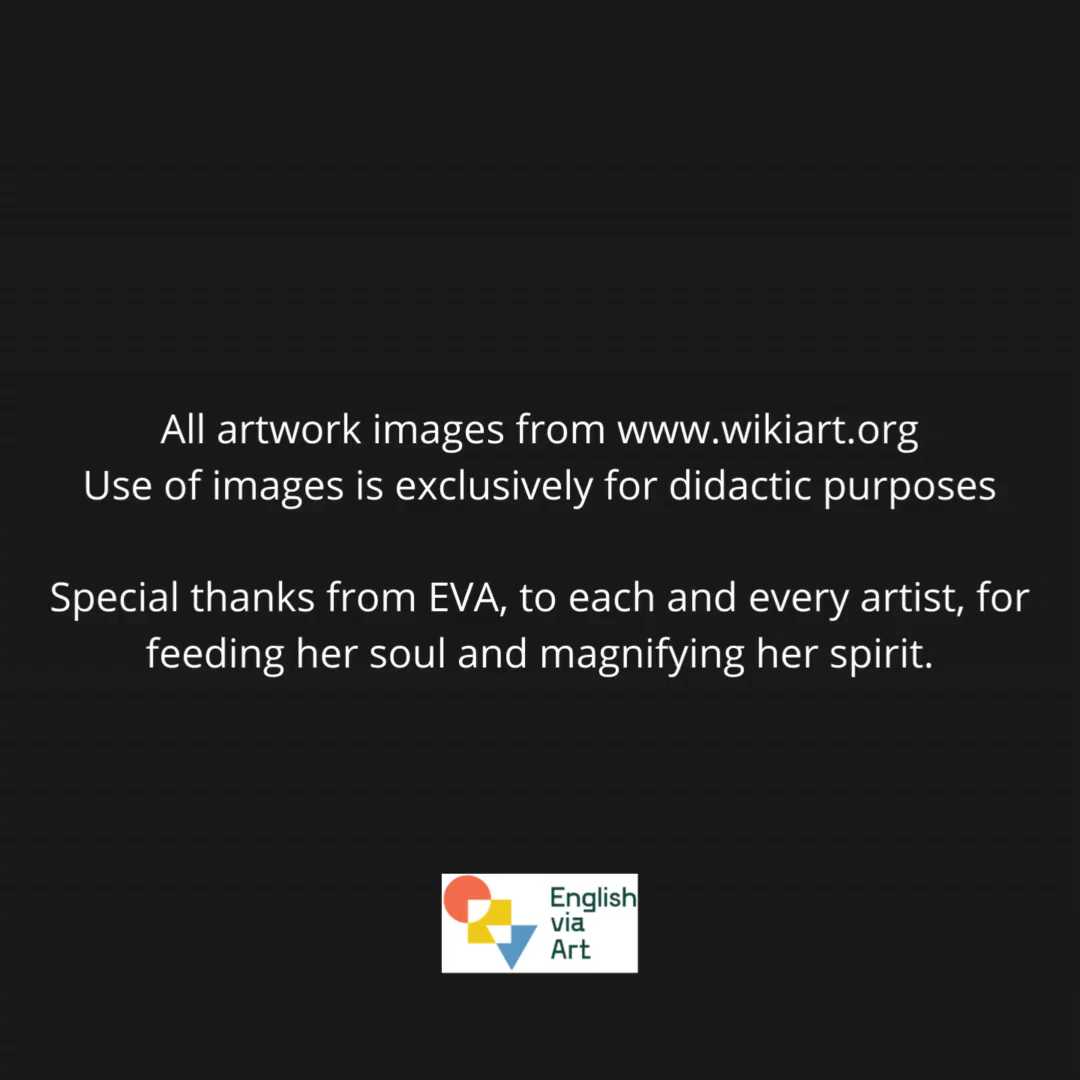 All artwork images from www.wikiart.org
Use of images is exclusively for didactic purposes
Special thanks from EVA, to each and every artist, for
feeding her soul and magnifying her spirit.
English
via
Art